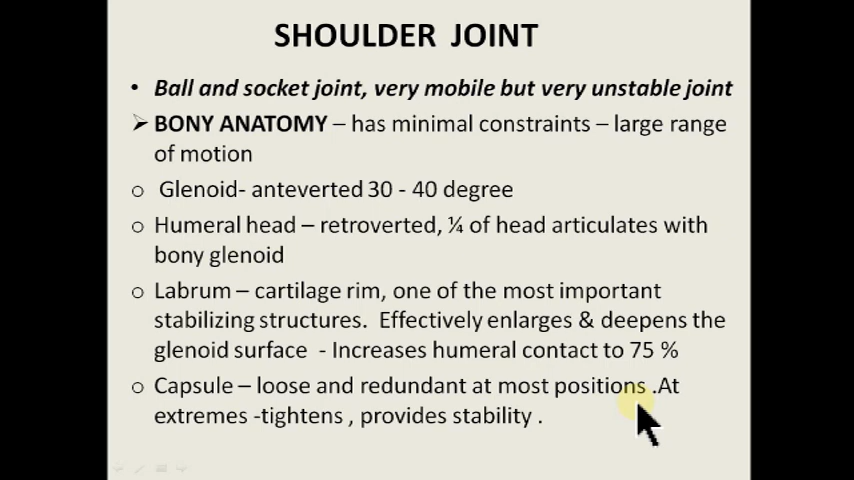 SHOULDER JOINT
• Ball and socket joint, very mobile but very unstable joint
➢ BONY ANATOMY – has minimal constraints – large range
of motion
o Glenoid- anteverted 30 - 40 degree
o Humeral head – retroverted, ¼ of head articulates with
bony glenoid
o Labrum – cartilage rim, one of the most important
stabilizing structures. Effectively enlarges & deepens the
glenoid surface - Increases humeral contact to 75 %
o Capsule – loose and redundant at most positions .At
extremes -tightens , provides stability .